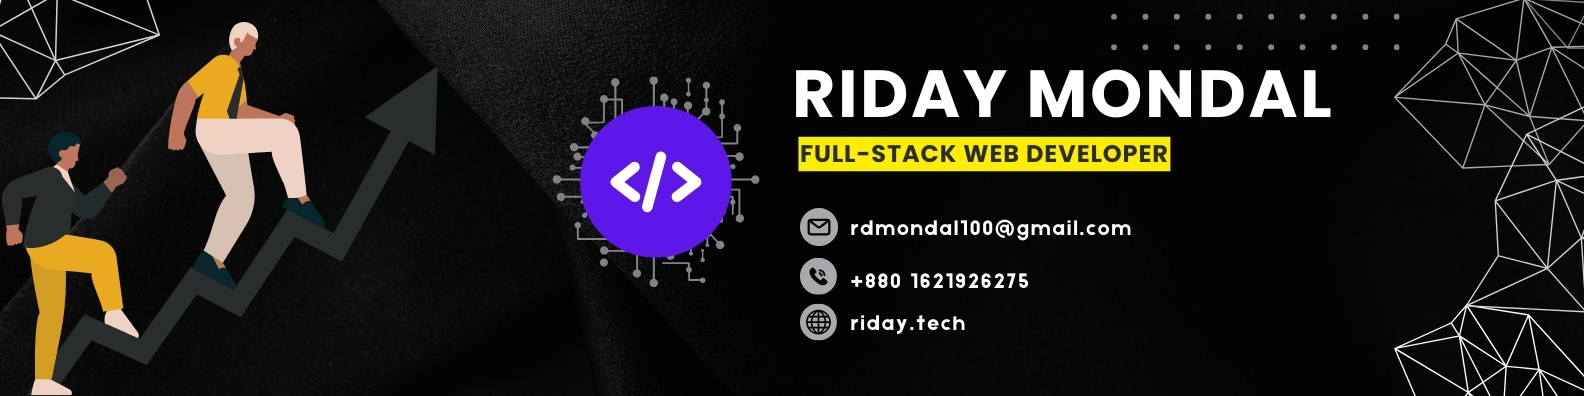 RIDAY MONDAL
FULL-STACK WEB DEVELOPER
</>
rdmondal100@gmail.com
+880 1621926275
riday.tech